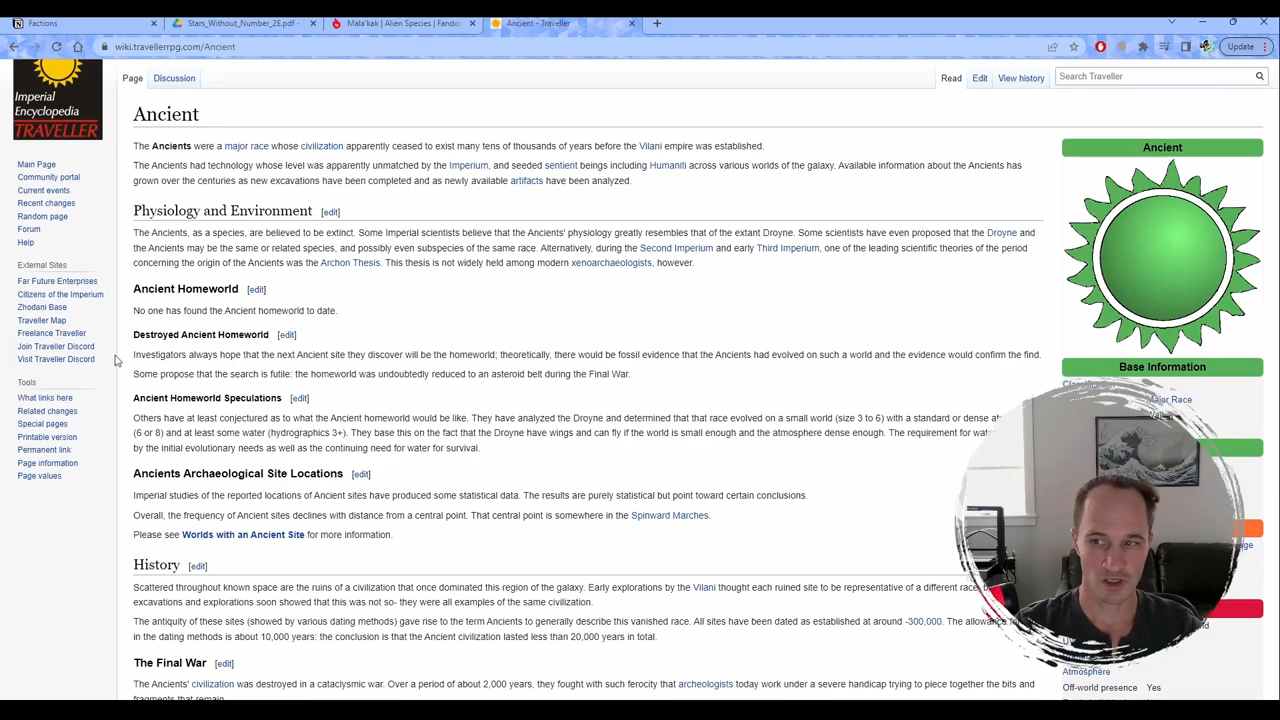 Factions
Stars_Without_Number_2E.pdf -
Mala'kak | Alien Species | Fandom
Ancient - Traveller
wiki.travellerrpg.com/Ancient
Update
Imperial
Encyclopedia
TRAVELLER
Main Page
Community portal
Current events
Recent changes
Random page
Forum
Help
External Sites
Far Future Enterprises
Citizens of the Imperium
Zhodani Base
Traveller Map
Freelance Traveller
Join Traveller Discord
Visit Traveller Discord
Tools
What links here
Related changes
Special pages
Printable version
Permanent link
Page information
Page values
Page Discussion
Read Edit View history
Search Traveller
Ancient
The Ancients were a major race whose civilization apparently ceased to exist many tens of thousands of years before the Vilani empire was established.
The Ancients had technology whose level was apparently unmatched by the Imperium, and seeded sentient beings including Humaniti across various worlds of the galaxy. Available information about the Ancients has
grown over the centuries as new excavations have been completed and as newly available artifacts have been analyzed.
Physiology and Environment [edit]
The Ancients, as a species, are believed to be extinct. Some Imperial scientists believe that the Ancients' physiology greatly resembles that of the extant Droyne. Some scientists have even proposed that the Droyne and
the Ancients may be the same or related species, and possibly even subspecies of the same race. Alternatively, during the Second Imperium and early Third Imperium, one of the leading scientific theories of the period
concerning the origin of the Ancients was the Archon Thesis. This thesis is not widely held among modern xenoarchaeologists, however.
Ancient Homeworld [edit]
No one has found the Ancient homeworld to date.
Destroyed Ancient Homeworld [edit]
Investigators always hope that the next Ancient site they discover will be the homeworld; theoretically, there would be fossil evidence that the Ancients had evolved on such a world and the evidence would confirm the find.
Some propose that the search is futile: the homeworld was undoubtedly reduced to an asteroid belt during the Final War.
Ancient Homeworld Speculations [edit]
Others have at least conjectured as to what the Ancient homeworld would be like. They have analyzed the Droyne and determined that that race evolved on a small world (size 3 to 6) with a standard or dense
(6 or 8) and at least some water (hydrographics 3+). They base this on the fact that the Droyne have wings and can fly if the world is small enough and the atmosphere dense enough. The requirement for
by the initial evolutionary needs as well as the continuing need for water for survival.
Ancients Archaeological Site Locations [edit]
Imperial studies of the reported locations of Ancient sites have produced some statistical data. The results are purely statistical but point toward certain conclusions.
Overall, the frequency of Ancient sites declines with distance from a central point. That central point is somewhere in the Spinward Marches.
Please see Worlds with an Ancient Site for more information.
History [edit]
Scattered throughout known space are the ruins of a civilization that once dominated this region of the galaxy. Early explorations by the Vilani thought each ruined site to be representative of a different race,
excavations and explorations soon showed that this was not so- they were all examples of the same civilization.
The antiquity of these sites (showed by various dating methods) gave rise to the term Ancients to generally describe this vanished race. All sites have been dated as established at around -300,000. The allowance
in the dating methods is about 10,000 years: the conclusion is that the Ancient civilization lasted less than 20,000 years in total.
The Final War [edit]
The Ancients' civilization was destroyed in a cataclysmic war. Over a period of about 2,000 years, they fought with such ferocity that archeologists today work under a severe handicap trying to piece together the bits and
fragments that remain.
Ancient
Base Information
Major Race
Atmosphere
Off-world presence Yes